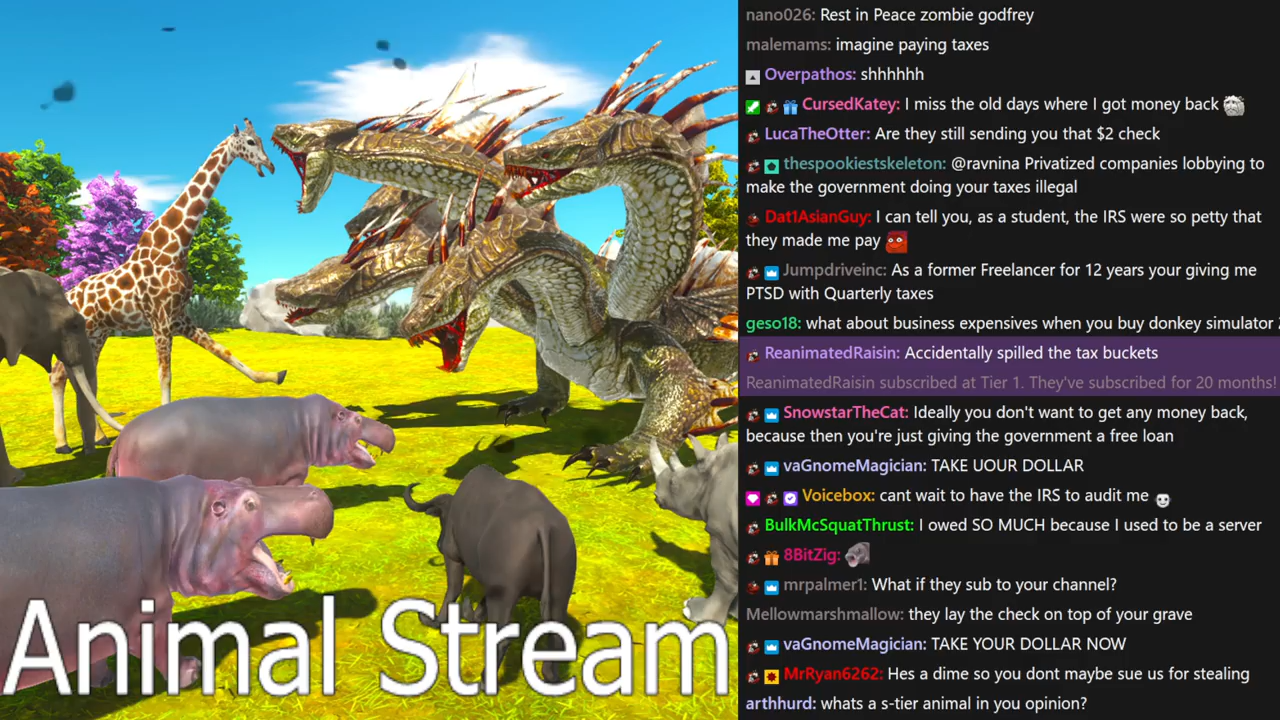 nano026: Rest in Peace zombie godfrey
malemams: imagine paying taxes
Overpathos: shhhhhh
CursedKatey: I miss the old days where I got money back
LucaTheOtter: Are they still sending you that $2 check
thespookiestskeleton: @ravnina Privatized companies lobbying to
make the government doing your taxes illegal
Dat1AsianGuy: I can tell you, as a student, the IRS were so petty that
they made me pay
Jumpdriveinc: As a former Freelancer for 12 years your giving me
PTSD with Quarterly taxes
geso18: what about business expensives when you buy donkey simulator
ReanimatedRaisin: Accidentally spilled the tax buckets
ReanimatedRaisin subscribed at Tier 1. They've subscribed for 20 months!
SnowstarTheCat: Ideally you don't want to get any money back,
because then you're just giving the government a free loan
vaGnomeMagician: TAKE UOUR DOLLAR
Voicebox: cant wait to have the IRS to audit me
BulkMcSquatThrust: I owed SO MUCH because I used to be a server
8BitZig:
mrpalmer1: What if they sub to your channel?
Mellowmarshmallow: they lay the check on top of your grave
vaGnomeMagician: TAKE YOUR DOLLAR NOW
MrRyan6262: Hes a dime so you dont maybe sue us for stealing
arthhurd: whats a s-tier animal in you opinion?
Animal Stream